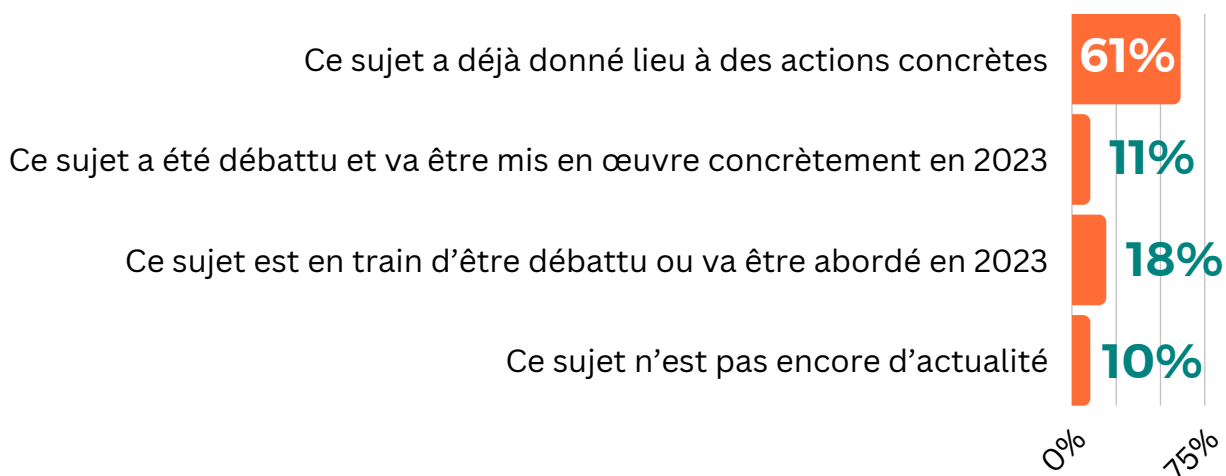 Ce sujet a déjà donné lieu à des actions concrètes 61%
Ce sujet a été débattu et va être mis en œuvre concrètement en 2023 11%
Ce sujet est en train d’être débattu ou va être abordé en 2023 18%
Ce sujet n’est pas encore d’actualité 10%
0% 75%